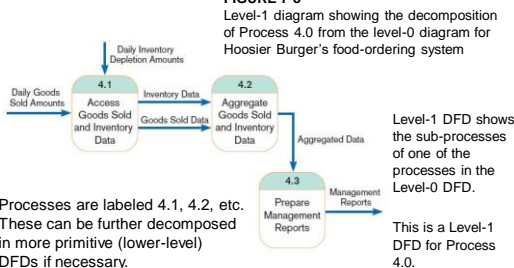 Level-1 diagram showing the decomposition
of Process 4.0 from the level-0 diagram for
Hoosier Burger's food-ordering system
Daily Inventory
Depletion Amounts
Daily Goods
Sold Amounts
4.1
Access
Goods Sold
and Inventory
Data
Inventory Data
Goods Sold Data
4.2
Aggregate
Goods Sold
and Inventory
Data
Aggregated Data
4.3
Prepare
Management
Reports
Management
Reports
Level-1 DFD shows
the sub-processes
of one of the
processes in the
Level-0 DFD.
This is a Level-1
DFD for Process
4.0.
Processes are labeled 4.1, 4.2, etc.
These can be further decomposed
in more primitive (lower-level)
DFDs if necessary.